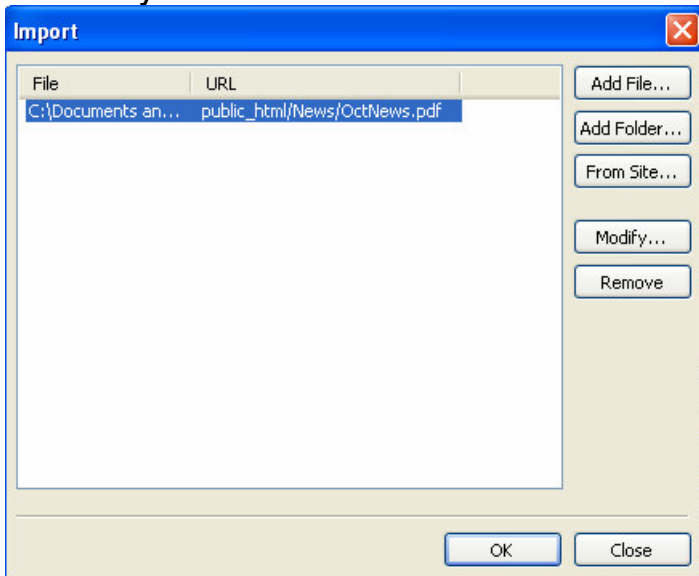 Import
File URL
C:\Documents an... public_html/News/OctNews.pdf
Add File...
Add Folder...
From Site...
Modify...
Remove
OK Close